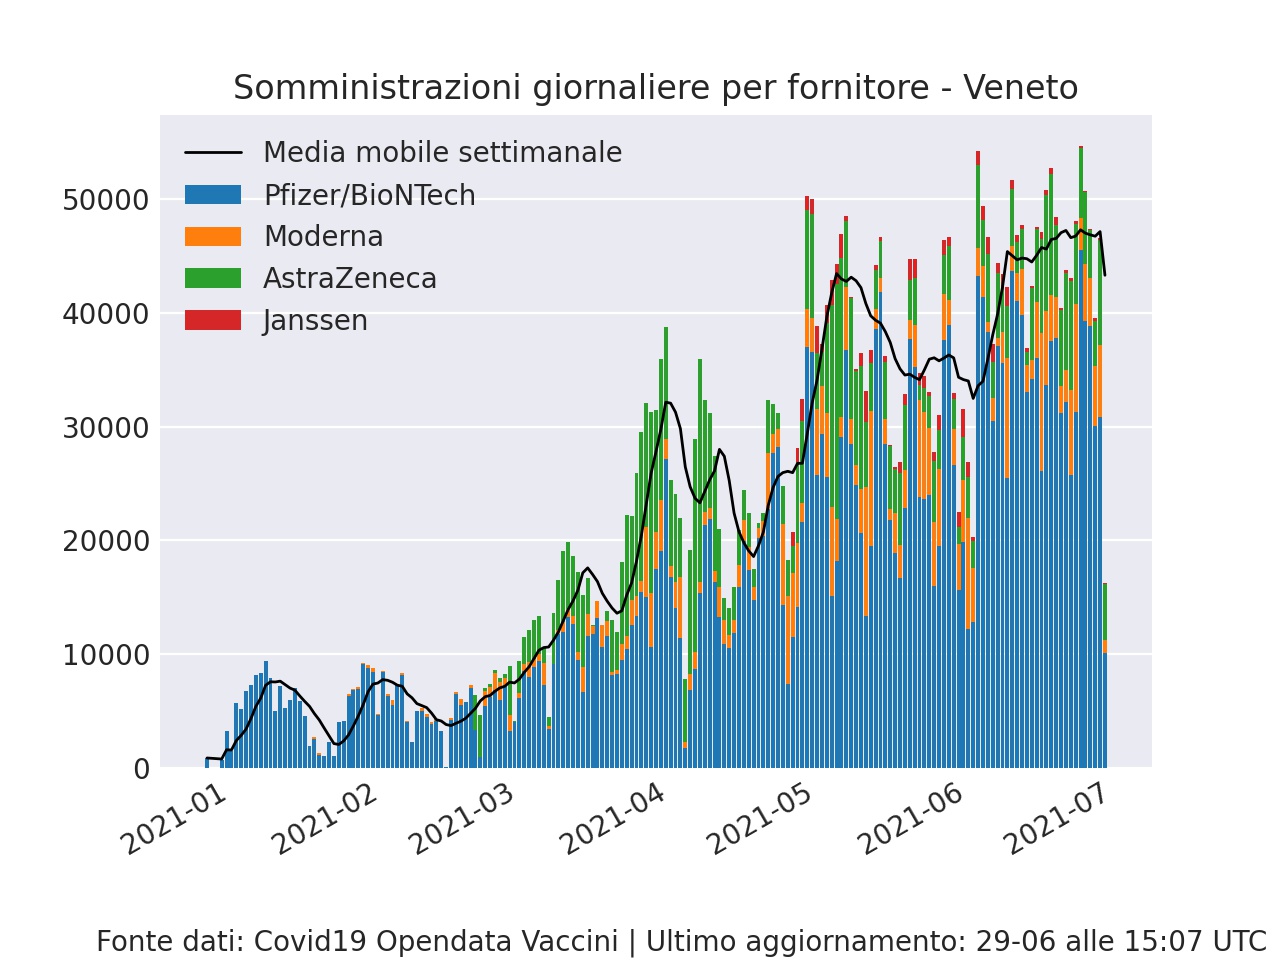 Somministrazioni giornaliere per fornitore - Veneto
Media mobile settimanale
Pfizer/BioNTech
Moderna
AstraZeneca
Janssen
50000
40000
30000
20000
10000
0
2021-01
2021-02
2021-03
2021-04
2021-05
2021-06
2021-07
Fonte dati: Covid19 Opendata Vaccini | Ultimo aggiornamento: 29-06 alle 15:07 UTC